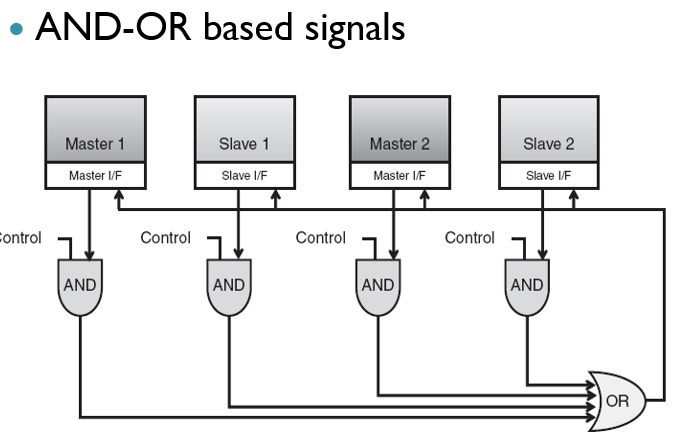 • AND-OR based signals
Master 1 Slave 1 Master 2 Slave 2
Master I/F Slave I/F Master I/F Slave I/F
Control Control Control
AND AND AND AND
OR